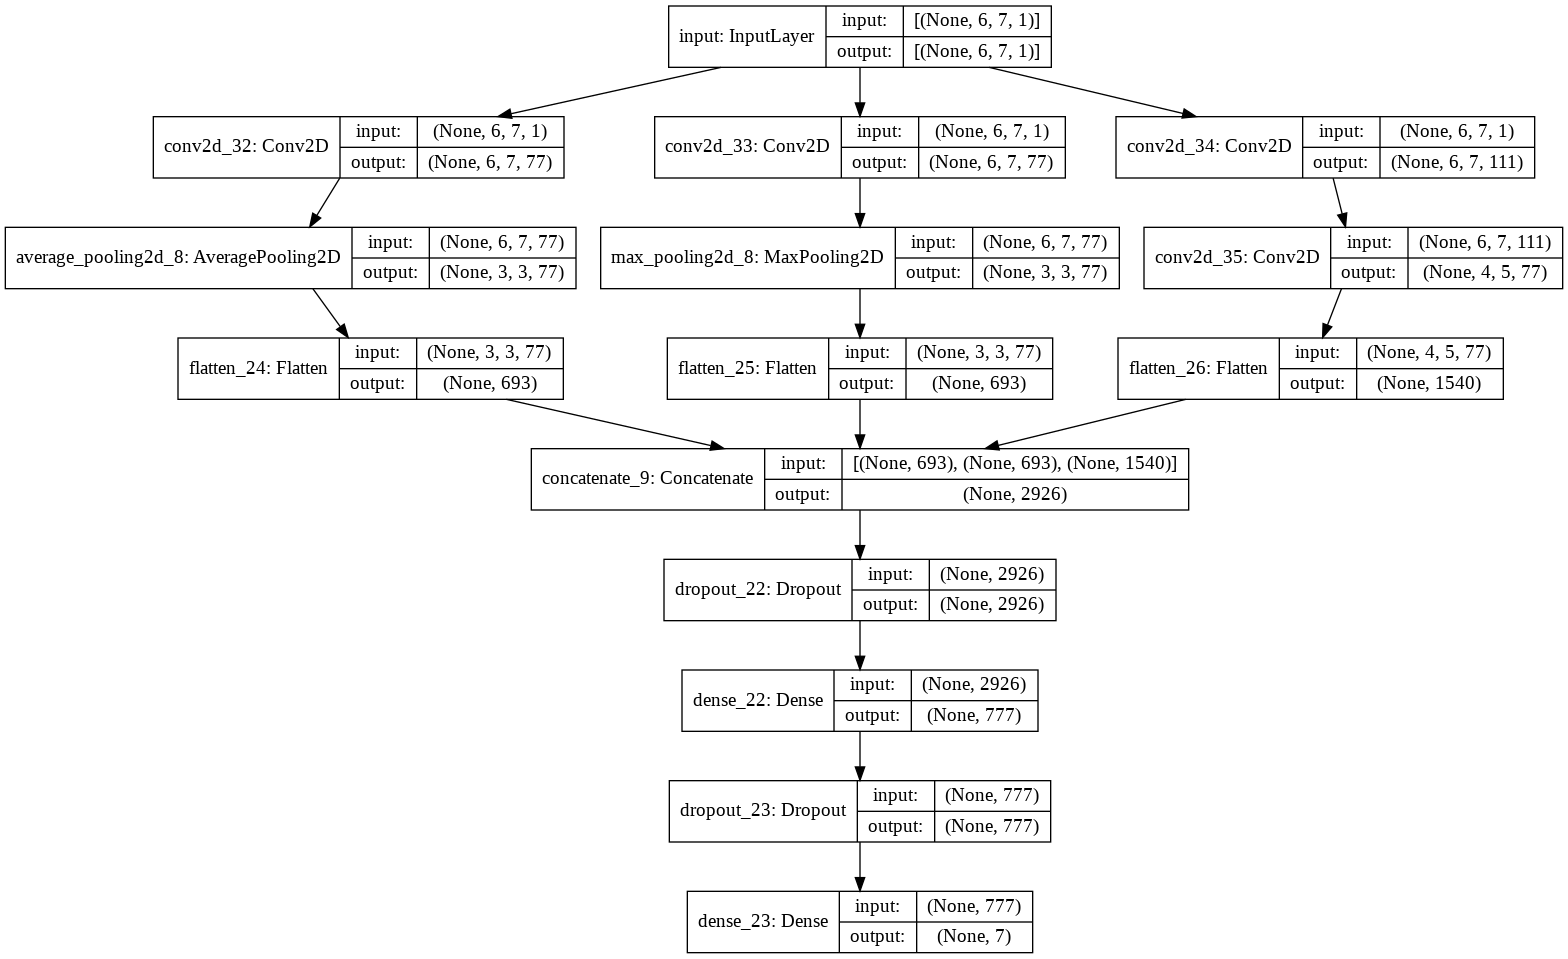 input: InputLayer
input:
[(None, 6, 7, 1)]
output:
[(None, 6, 7, 1)]
conv2d_32: Conv2D
input:
(None, 6, 7, 1)
output:
(None, 6, 7, 77)
conv2d_33: Conv2D
input:
(None, 6, 7, 1)
output:
(None, 6, 7, 77)
conv2d_34: Conv2D
input:
(None, 6, 7, 1)
output:
(None, 6, 7, 111)
average_pooling2d_8: AveragePooling2D
input:
(None, 6, 7, 77)
output:
(None, 3, 3, 77)
max_pooling2d_8: MaxPooling2D
input:
(None, 6, 7, 77)
output:
(None, 3, 3, 77)
conv2d_35: Conv2D
input:
(None, 6, 7, 111)
output:
(None, 4, 5, 77)
flatten_24: Flatten
input:
(None, 3, 3, 77)
output:
(None, 693)
flatten_25: Flatten
input:
(None, 3, 3, 77)
output:
(None, 693)
flatten_26: Flatten
input:
(None, 4, 5, 77)
output:
(None, 1540)
concatenate_9: Concatenate
input:
[(None, 693), (None, 693), (None, 1540)]
output:
(None, 2926)
dropout_22: Dropout
input:
(None, 2926)
output:
(None, 2926)
dense_22: Dense
input:
(None, 2926)
output:
(None, 777)
dropout_23: Dropout
input:
(None, 777)
output:
(None, 777)
dense_23: Dense
input:
(None, 777)
output:
(None, 7)